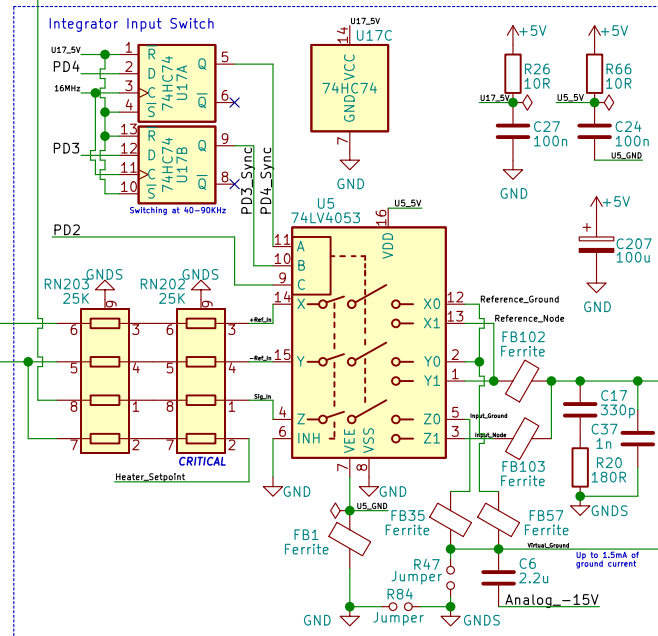 Integrator Input Switch
U17_5V
PD4
16MHz
1
2
3
4
R
D
C
S
74HC74
U17A
Q
Q
5
6
PD3
13
12
11
10
R
D
C
S
74HC74
U17B
Q
Q
9
8
Switching at 40-90KHz
PD3_Sync
PD4_Sync
U17_5V
14
U17C
VCC
74HC74
GND
7
GND
+5V
R26
10R
U17_5V
C27
100n
GND
+5V
R66
10R
U5_5V
C24
100n
U5_GND
+5V
+
C207
100u
GND
U5
74LV4053
U5_5V
16
VDD
PD2
11
10
9
14
15
4
6
A
B
C
X
Y
Z
INH
X0
X1
Y0
Y1
Z0
Z1
12
13
2
1
5
3
VEE
VSS
7
8
Reference_Ground
Reference_Node
Input_Ground
Input_Node
RN203
25K
GNDS
9
RN202
25K
GNDS
9
6
3
6
3
+Ref_In
5
4
5
4
-Ref_In
8
1
8
1
Sig_In
7
2
7
2
CRITICAL
Heater_Setpoint
GND
GND
U5_GND
FB1
Ferrite
FB102
Ferrite
FB103
Ferrite
C17
330p
C37
1n
R20
180R
GNDS
FB35
Ferrite
FB57
Ferrite
Virtual_Ground
Up to 1.5mA of
ground current
R47
Jumper
C6
2.2u
Analog_-15V
R84
Jumper
GND
GNDS